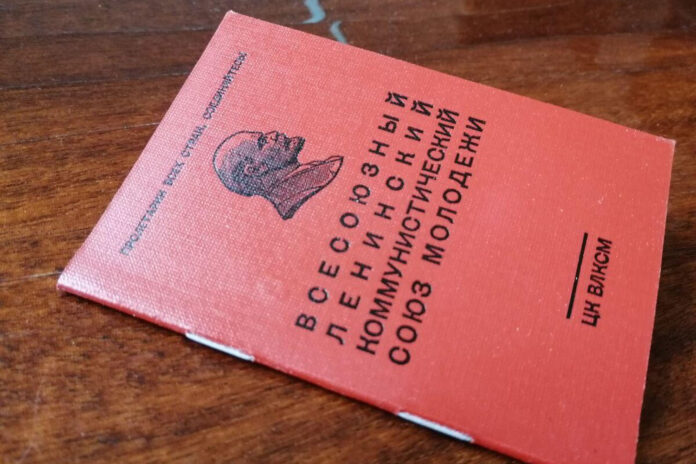 ПРОЛЕТАРИИ ВСЕХ СТРАН, СОЕДИНЯЙТЕСЬ!
ВСЕСОЮЗНЫЙ
ЛЕНИНСКИЙ
КОММУНИСТИЧЕСКИЙ
СОЮЗ МОЛОДЕЖИ
ЦК ВЛКСМ